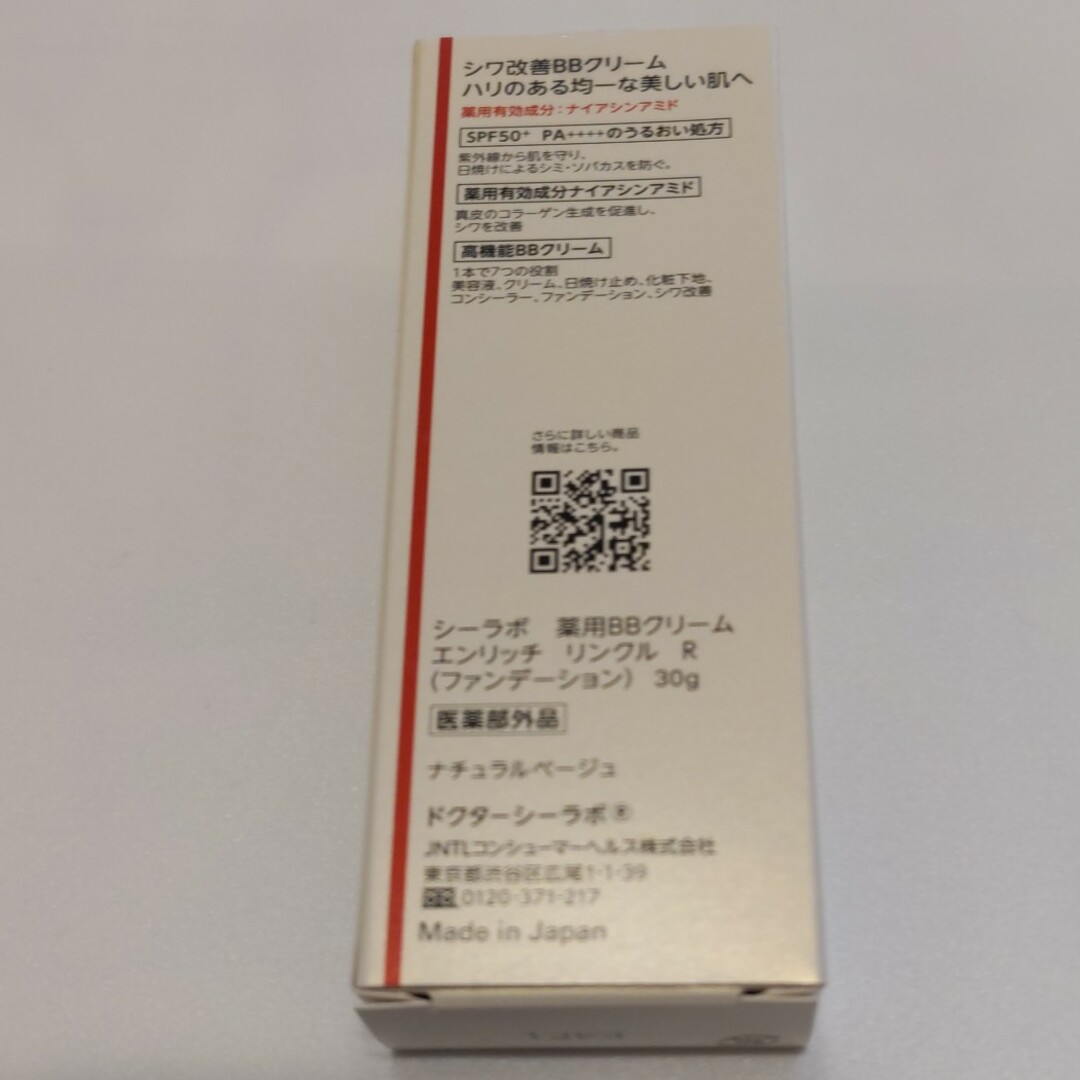 シワ改善BBクリーム
ハリのある均一な美しい肌へ
薬用有効成分：ナイアシンアミド
SPF50+ PA++++のうるおい処方
紫外線から肌を守り、
日焼けによるシミ・ソバカスを防ぐ。
薬用有効成分ナイアシンアミド
真皮のコラーゲン生成を促進し、
シワを改善
高機能BBクリーム
1本で7つの役割
美容液、クリーム、日焼け止め、化粧下地、
コンシーラー、ファンデーション、シワ改善
さらに詳しい商品
情報はこちら。
シーラボ 薬用BBクリーム
エンリッチ リンクル R
(ファンデーション) 30g
医薬部外品
ナチュラルベージュ
ドクターシーラボ®
JNTLコンシューマーヘルス株式会社
東京都渋谷区広尾1-1-39
0120-371-217
Made in Japan